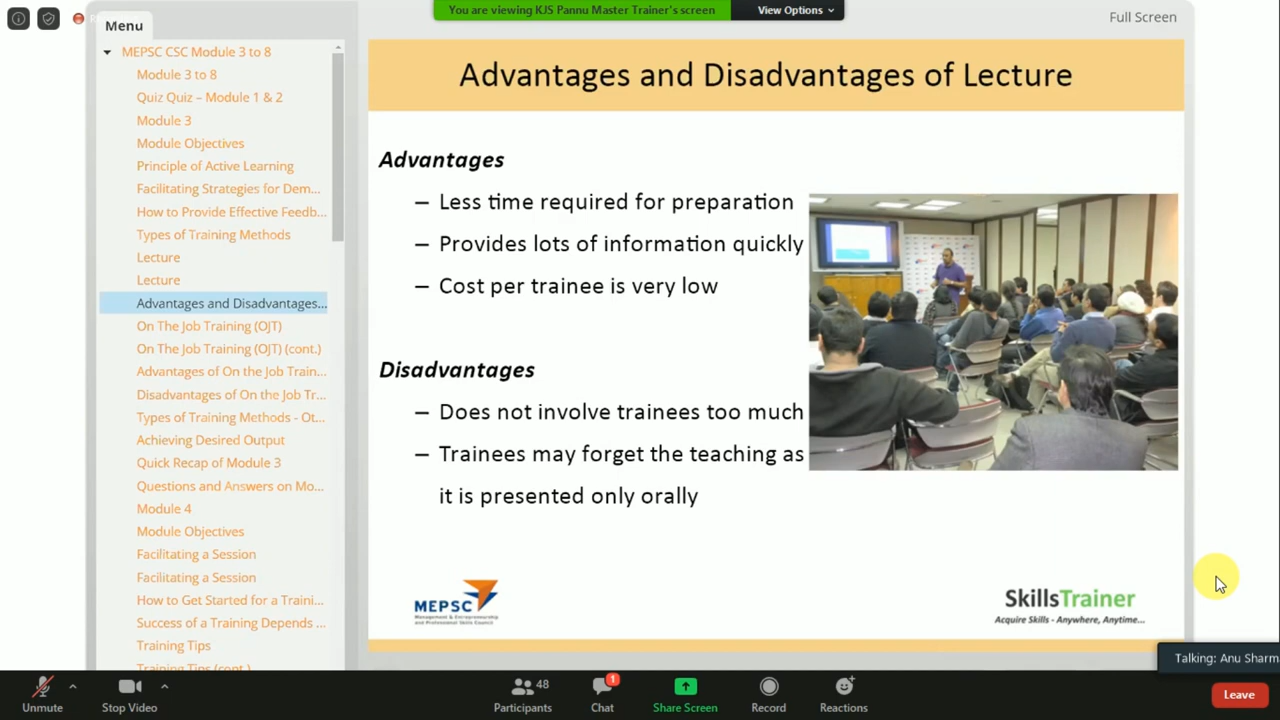 You are viewing KJS Pannu Master Trainer's screen
View Options
Full Screen
Menu
MEPSC CSC Module 3 to 8
Module 3 to 8
Quiz Quiz – Module 1 & 2
Module 3
Module Objectives
Principle of Active Learning
Facilitating Strategies for Dem...
How to Provide Effective Feedb...
Types of Training Methods
Lecture
Lecture
Advantages and Disadvantages...
On The Job Training (OJT)
On The Job Training (OJT) (cont.)
Advantages of On the Job Train...
Disadvantages of On the Job Tr...
Types of Training Methods - Ot...
Achieving Desired Output
Quick Recap of Module 3
Questions and Answers on Mo...
Module 4
Module Objectives
Facilitating a Session
Facilitating a Session
How to Get Started for a Traini...
Success of a Training Depends ...
Training Tips
Training Tips (cont.)
Advantages and Disadvantages of Lecture
Advantages
– Less time required for preparation
– Provides lots of information quickly
– Cost per trainee is very low
Disadvantages
– Does not involve trainees too much
– Trainees may forget the teaching as
it is presented only orally
MEPSC
Management & Entrepreneurship
and Professional Skills Council
SkillsTrainer
Acquire Skills - Anywhere, Anytime...
Talking: Anu Sharm
Unmute
Stop Video
48
Participants
1
Chat
Share Screen
Record
Reactions
Leave